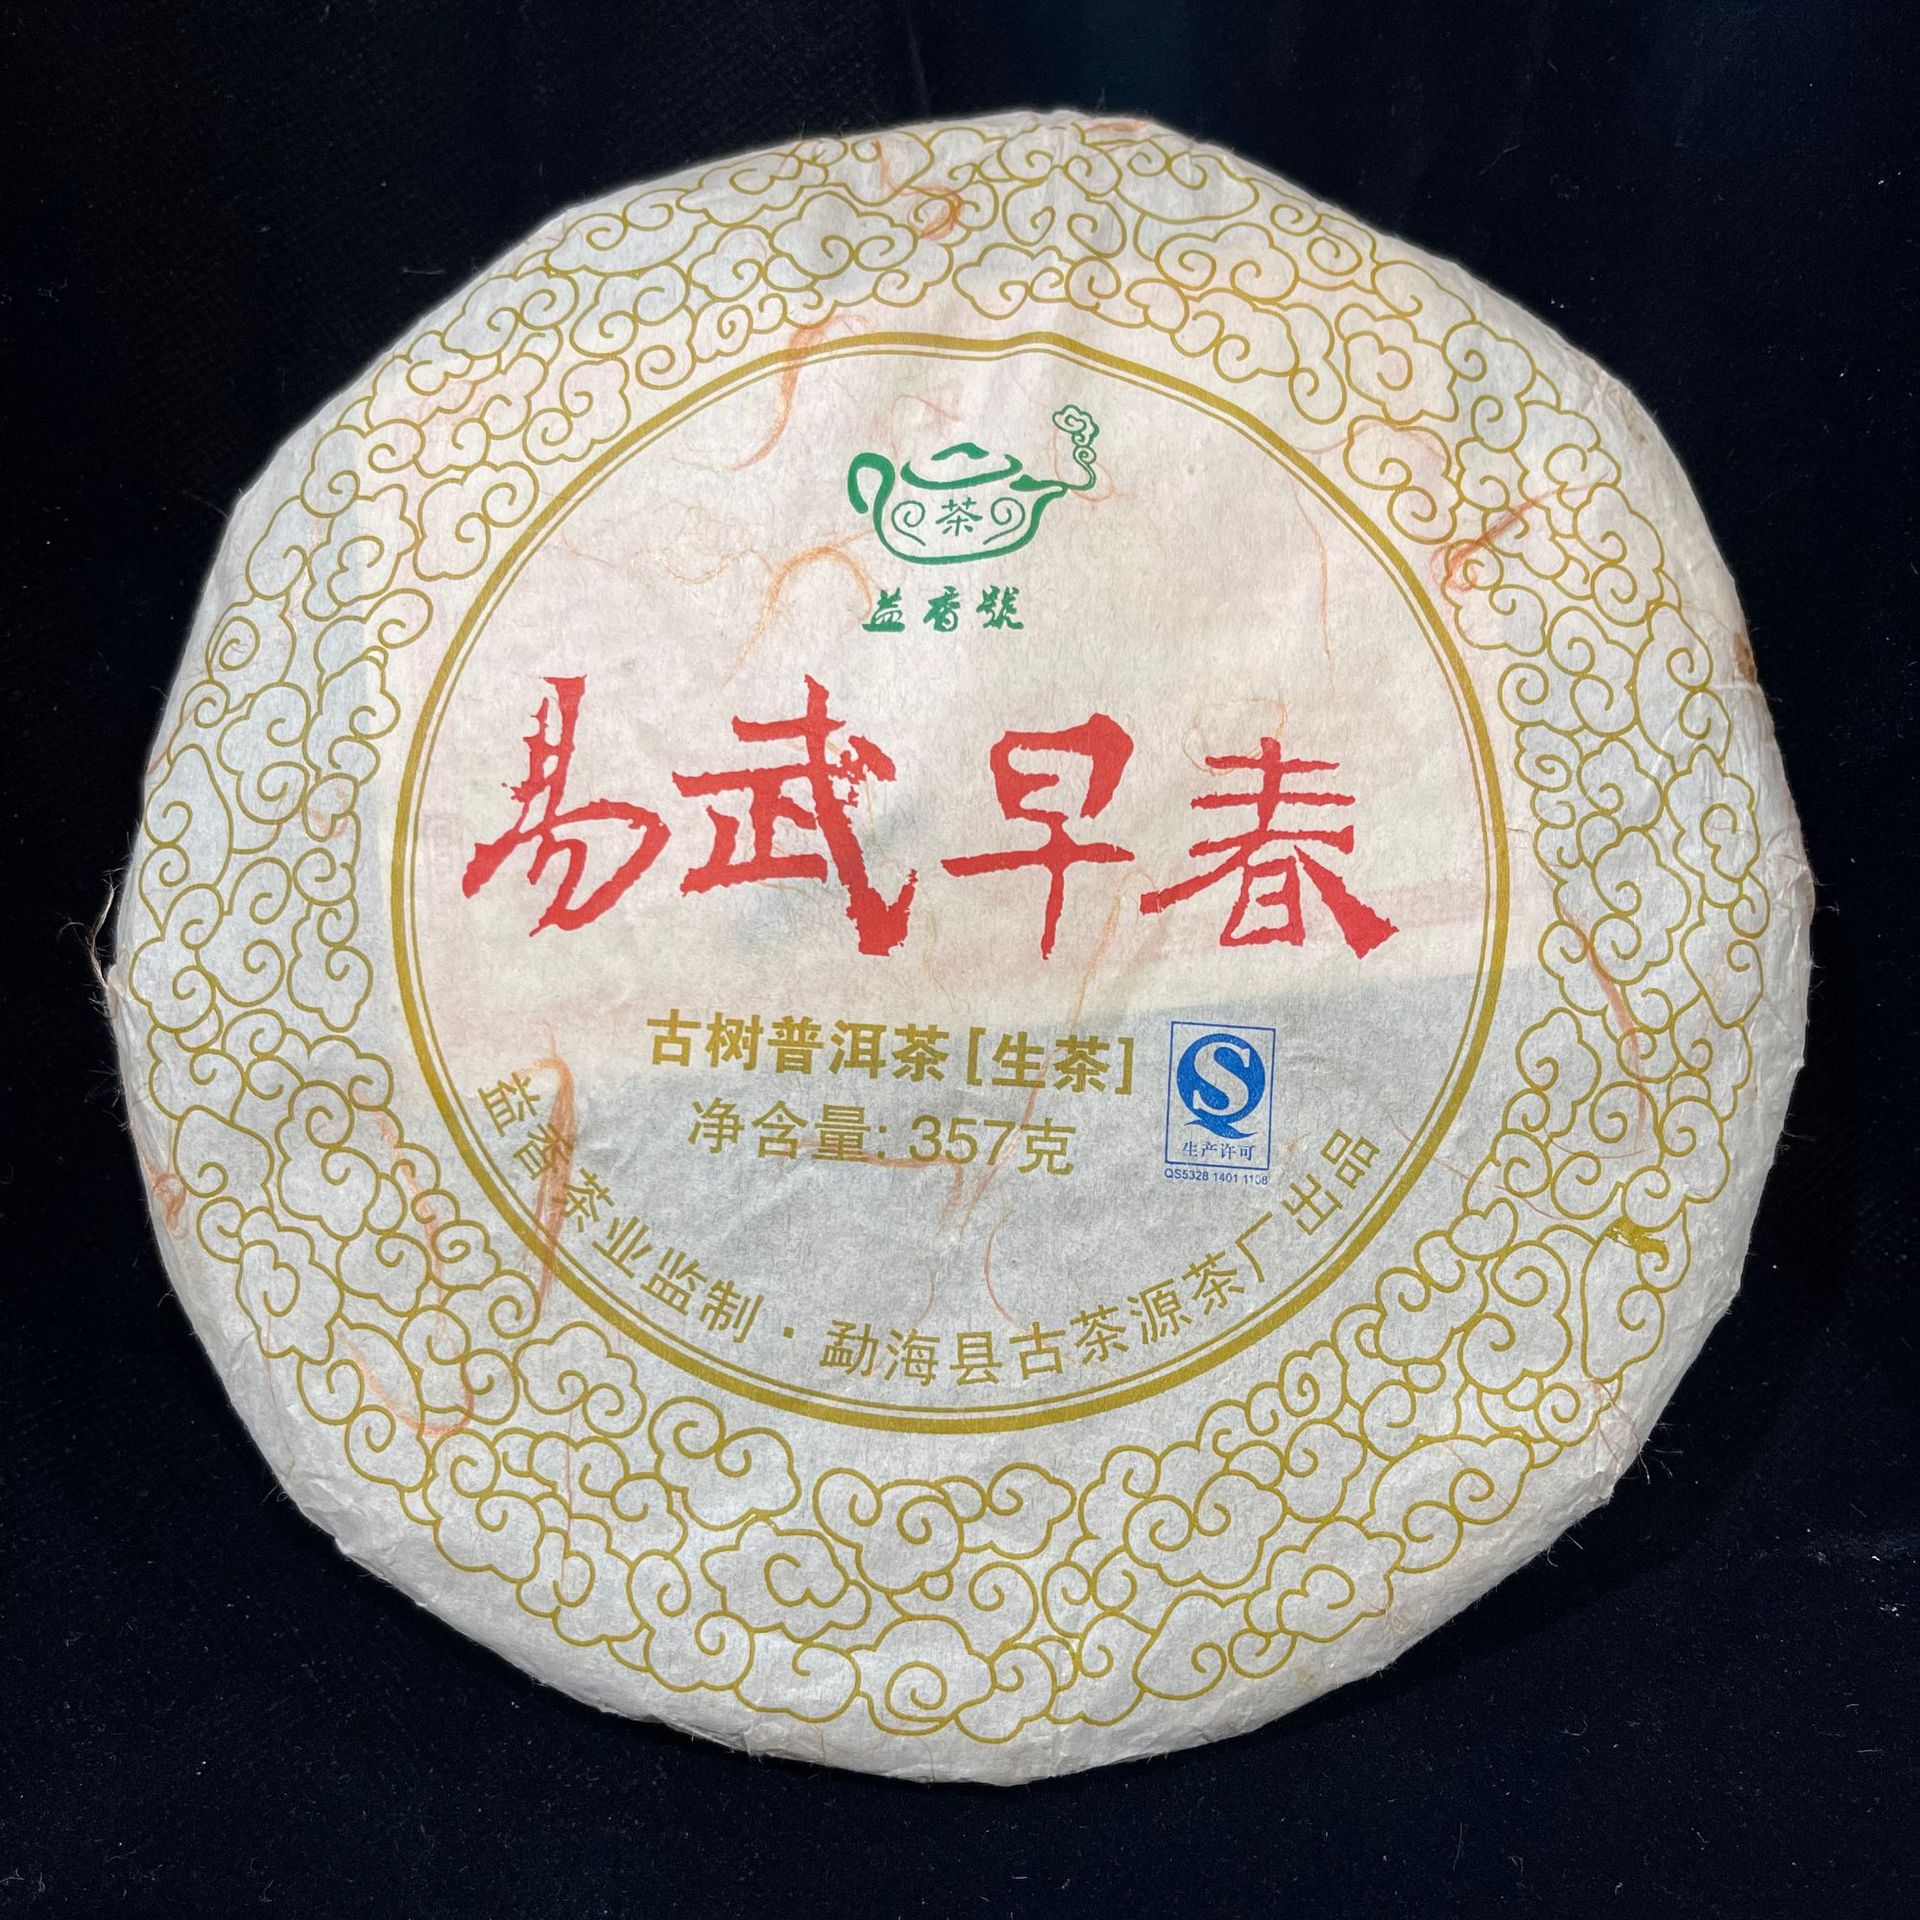 茶
益香號
易武早春
古树普洱茶[生茶]
净含量: 357克
生产许可
QS5328 1401 1108
益香茶业监制 · 勐海县古茶源茶厂出品